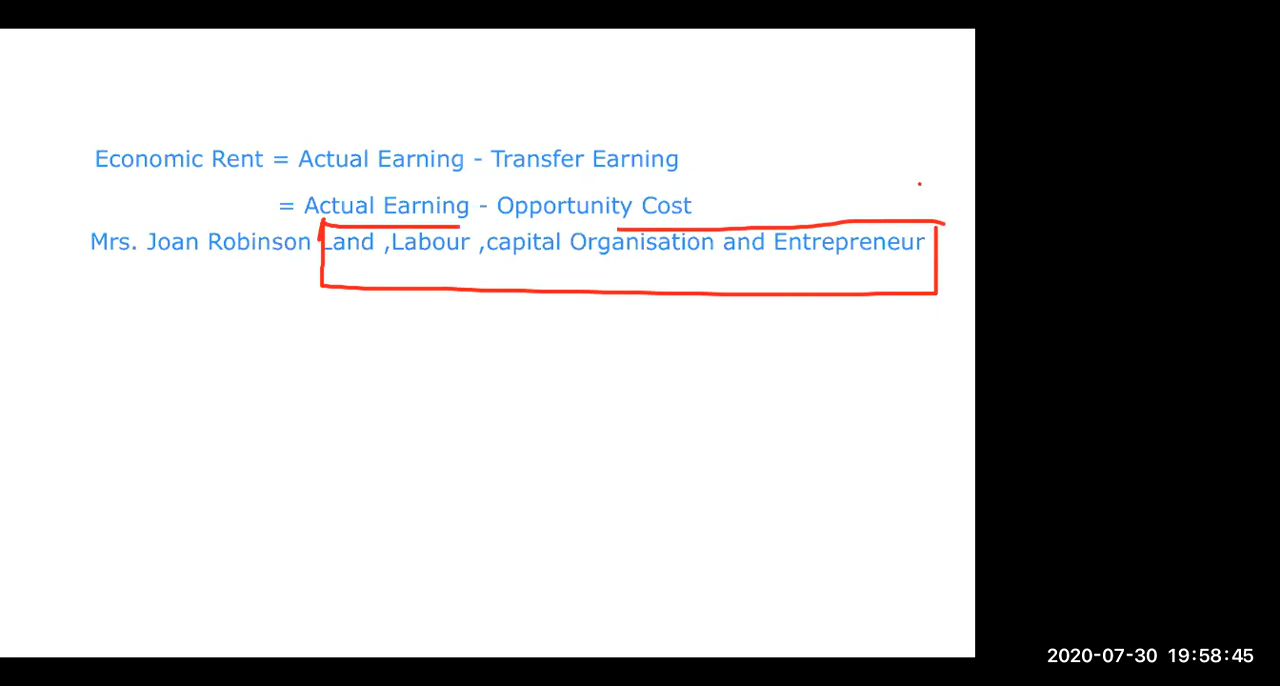 Economic Rent = Actual Earning - Transfer Earning
= Actual Earning - Opportunity Cost
Mrs. Joan Robinson Land ,Labour ,capital Organisation and Entrepreneur
2020-07-30 19:58:45